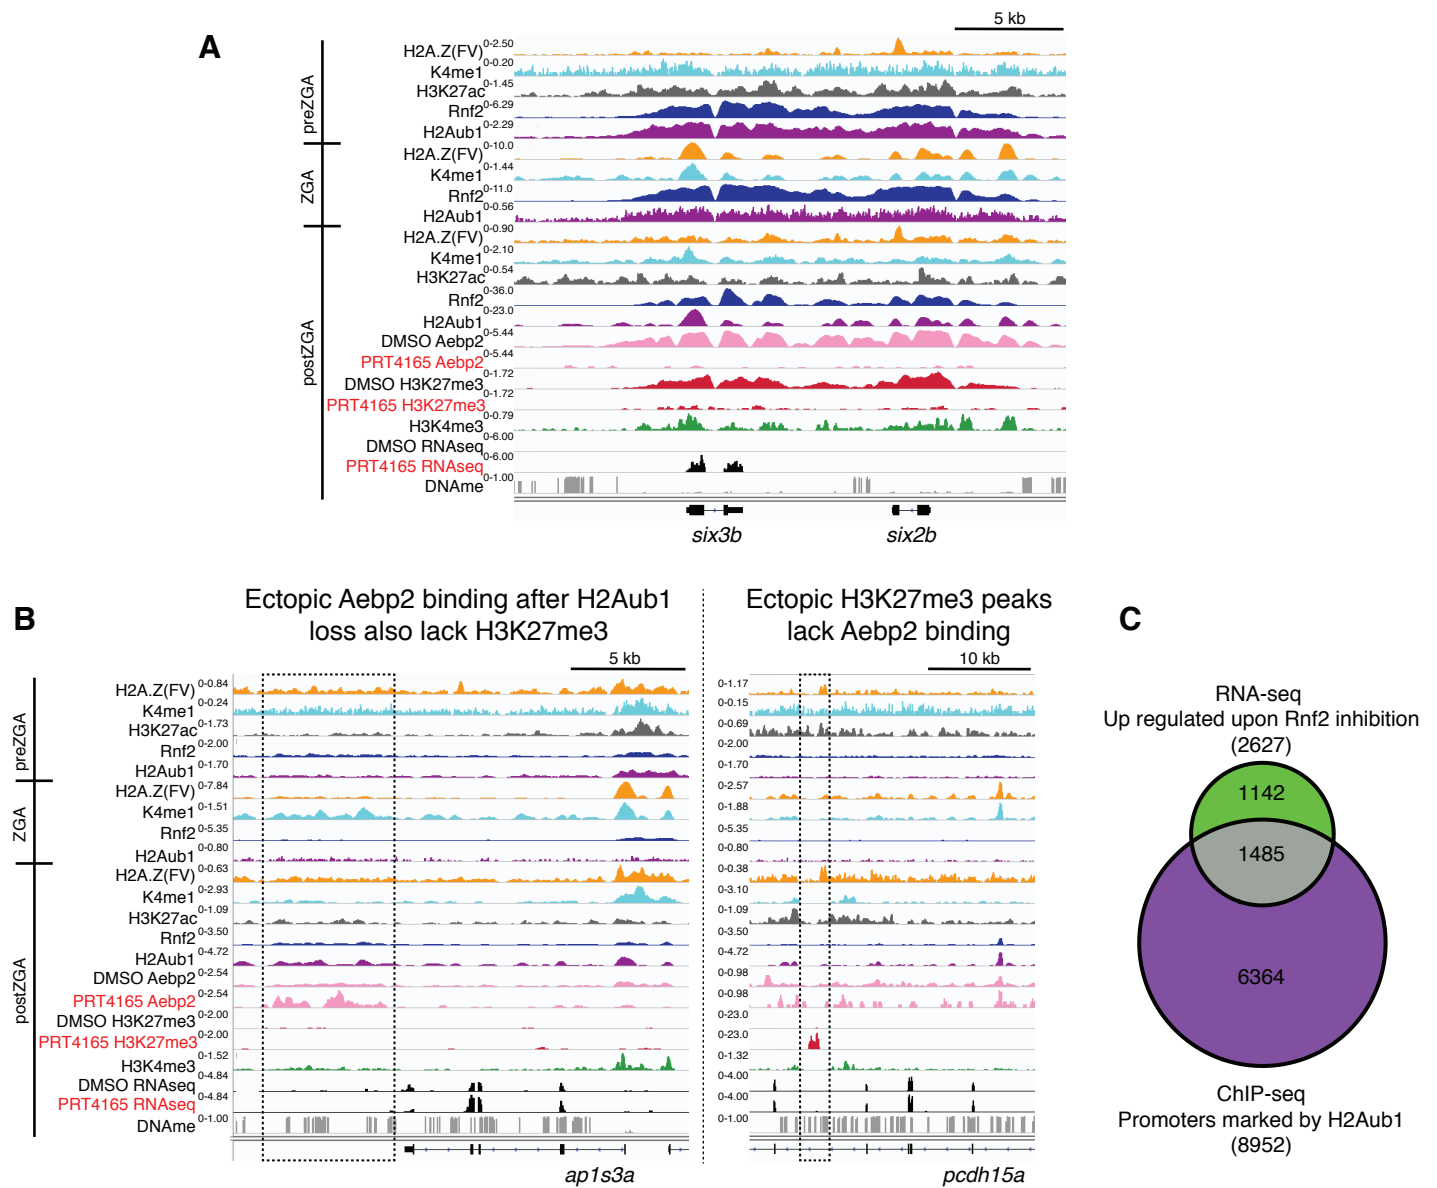 A
5 kb
preZGA
ZGA
postZGA
H2A.Z(FV) 0-2.50
K4me1 0-0.20
H3K27ac 0-1.45
Rnf2 0-6.29
H2Aub1 0-2.29
H2A.Z(FV) 0-10.0
K4me1 0-1.44
Rnf2 0-11.0
H2Aub1 0-0.56
H2A.Z(FV) 0-0.90
K4me1 0-2.10
H3K27ac 0-0.54
Rnf2 0-36.0
H2Aub1 0-23.0
DMSO Aebp2 0-5.44
PRT4165 Aebp2 0-5.44
DMSO H3K27me3 0-1.72
PRT4165 H3K27me3 0-1.72
H3K4me3 0-0.79
DMSO RNAseq 0-6.00
PRT4165 RNAseq 0-6.00
DNAme 0-1.00
six3b
six2b
B
Ectopic Aebp2 binding after H2Aub1
loss also lack H3K27me3
5 kb
Ectopic H3K27me3 peaks
lack Aebp2 binding
10 kb
preZGA
ZGA
postZGA
H2A.Z(FV) 0-0.84 0-1.17
K4me1 0-0.24 0-0.15
H3K27ac 0-1.73 0-0.69
Rnf2 0-2.00 0-2.00
H2Aub1 0-1.70 0-1.70
H2A.Z(FV) 0-7.84 0-2.57
K4me1 0-1.51 0-1.88
Rnf2 0-5.35 0-5.35
H2Aub1 0-0.80 0-0.80
H2A.Z(FV) 0-0.63 0-0.38
K4me1 0-2.93 0-3.10
H3K27ac 0-1.09 0-1.09
Rnf2 0-3.50 0-3.50
H2Aub1 0-4.72 0-4.72
DMSO Aebp2 0-2.54 0-0.98
PRT4165 Aebp2 0-2.54 0-0.98
DMSO H3K27me3 0-2.00 0-23.0
PRT4165 H3K27me3 0-2.00 0-23.0
H3K4me3 0-1.52 0-1.32
DMSO RNAseq 0-4.84 0-4.00
PRT4165 RNAseq 0-4.84 0-4.00
DNAme 0-1.00 0-1.00
ap1s3a
pcdh15a
C
RNA-seq
Up regulated upon Rnf2 inhibition
(2627)
1142
1485
6364
ChIP-seq
Promoters marked by H2Aub1
(8952)